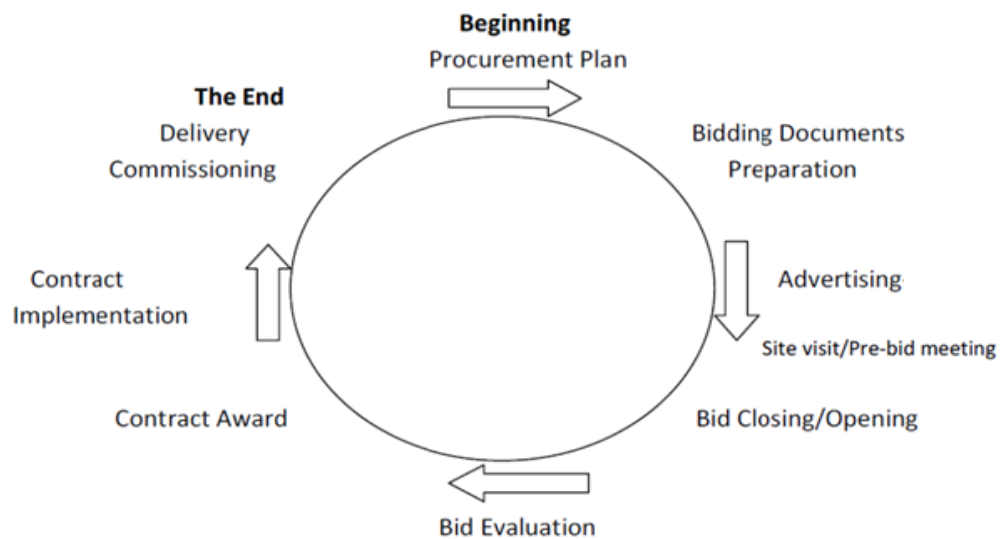 Beginning
Procurement Plan
Bidding Documents
Preparation
Advertising
Site visit/Pre-bid meeting
Bid Closing/Opening
Bid Evaluation
Contract Award
Contract
Implementation
The End
Delivery
Commissioning